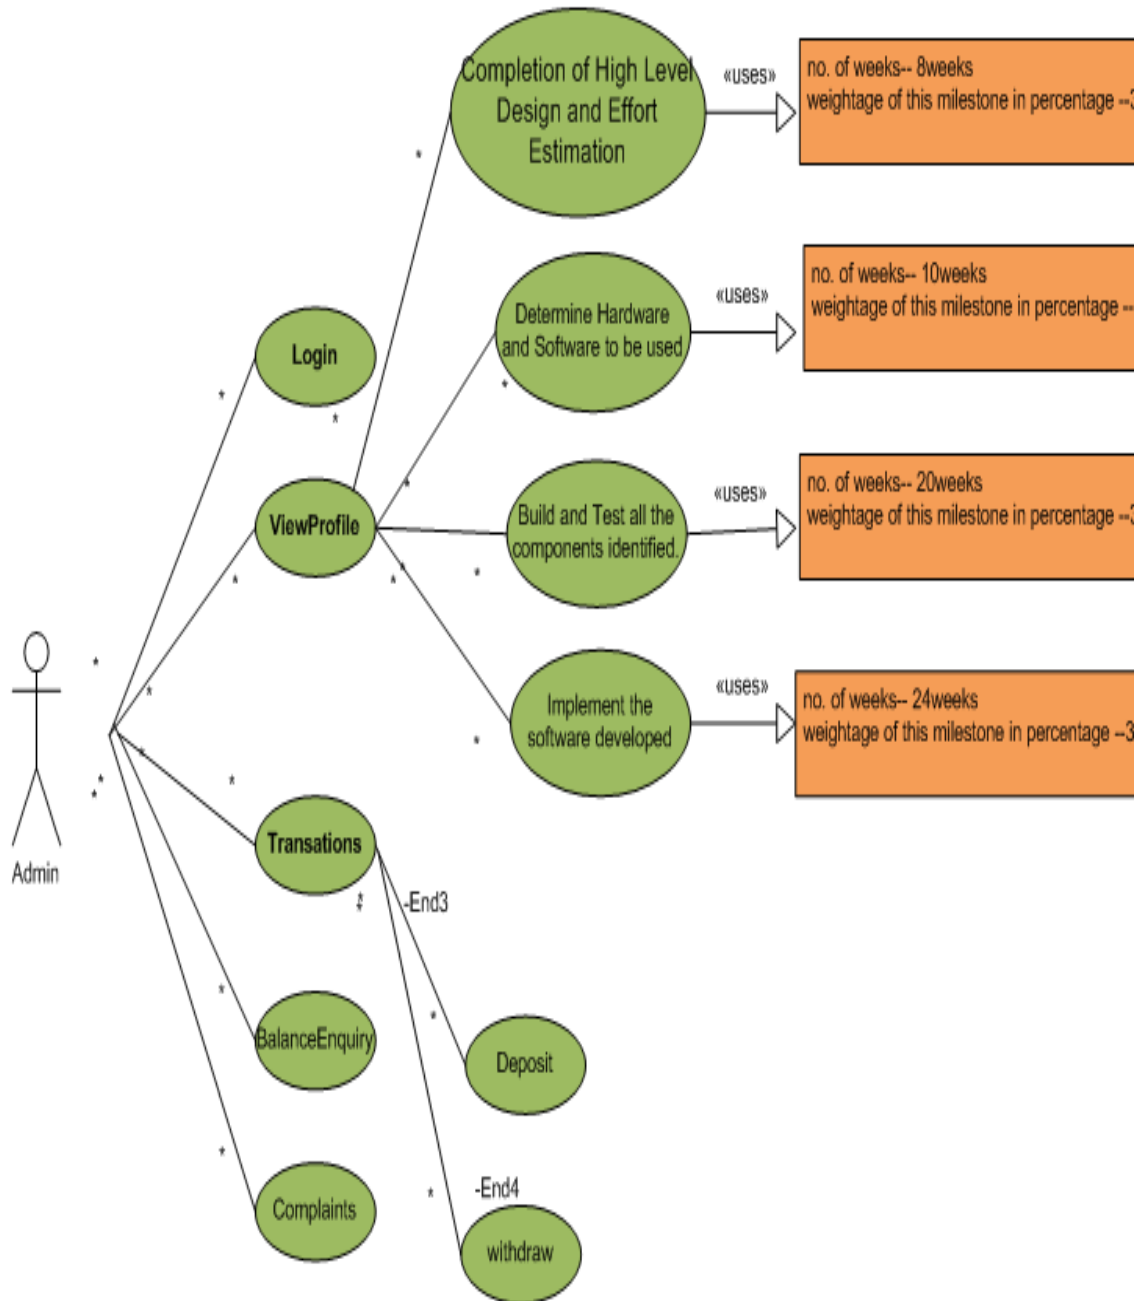 Completion of High Level
Design and Effort
Estimation
«uses»
no. of weeks-- 8weeks
weightage of this milestone in percentage --3
Determine Hardware
and Software to be used
«uses»
no. of weeks-- 10weeks
weightage of this milestone in percentage --
Login
ViewProfile
Build and Test all the
components identified.
«uses»
no. of weeks-- 20weeks
weightage of this milestone in percentage --3
Implement the
software developed
«uses»
no. of weeks-- 24weeks
weightage of this milestone in percentage --3
Admin
Transations
-End3
BalanceEnquiry
Deposit
Complaints
-End4
withdraw